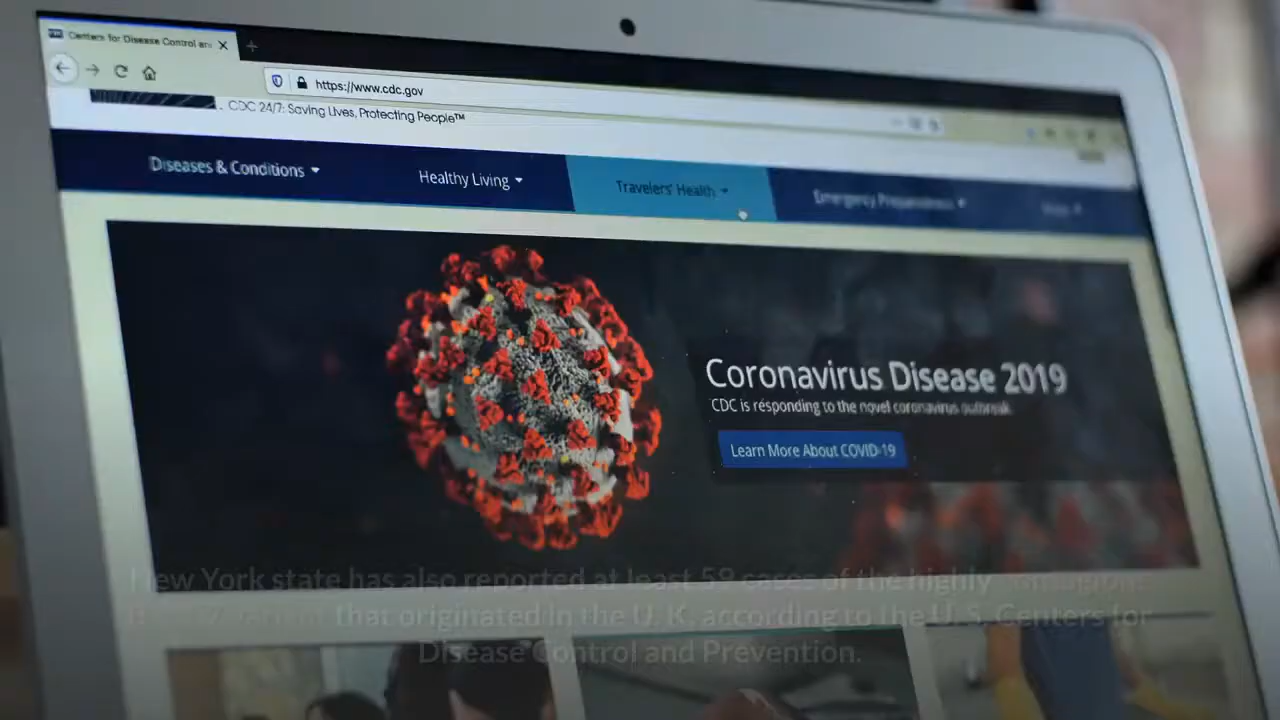 Centers for Disease Control an
https://www.cdc.gov
CDC 24/7: Saving Lives, Protecting People™
Diseases & Conditions
Healthy Living
Travelers' Health
Emergency Preparedness
Coronavirus Disease 2019
CDC is responding to the novel coronavirus outbreak.
Learn More About COVID-19
New York state has also reported at least 59 cases of the highly
that originated in the U. K. according to the U. S. Centers for
Disease Control and Prevention.